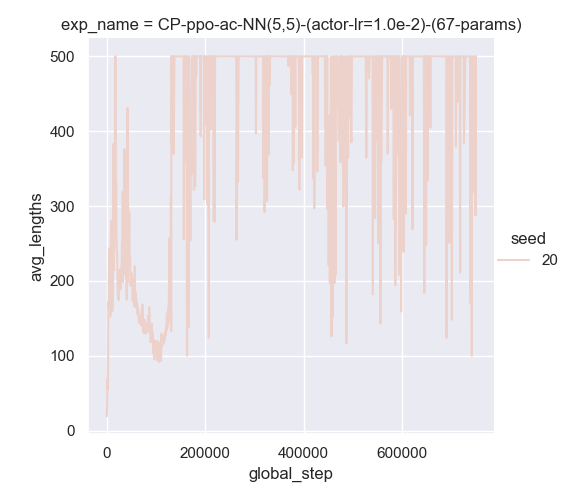 exp_name = CP-ppo-ac-NN(5,5)-(actor-lr=1.0e-2)-(67-params)
500
400
300
200
100
0
avg_lengths
0 200000 400000 600000
global_step
seed
20